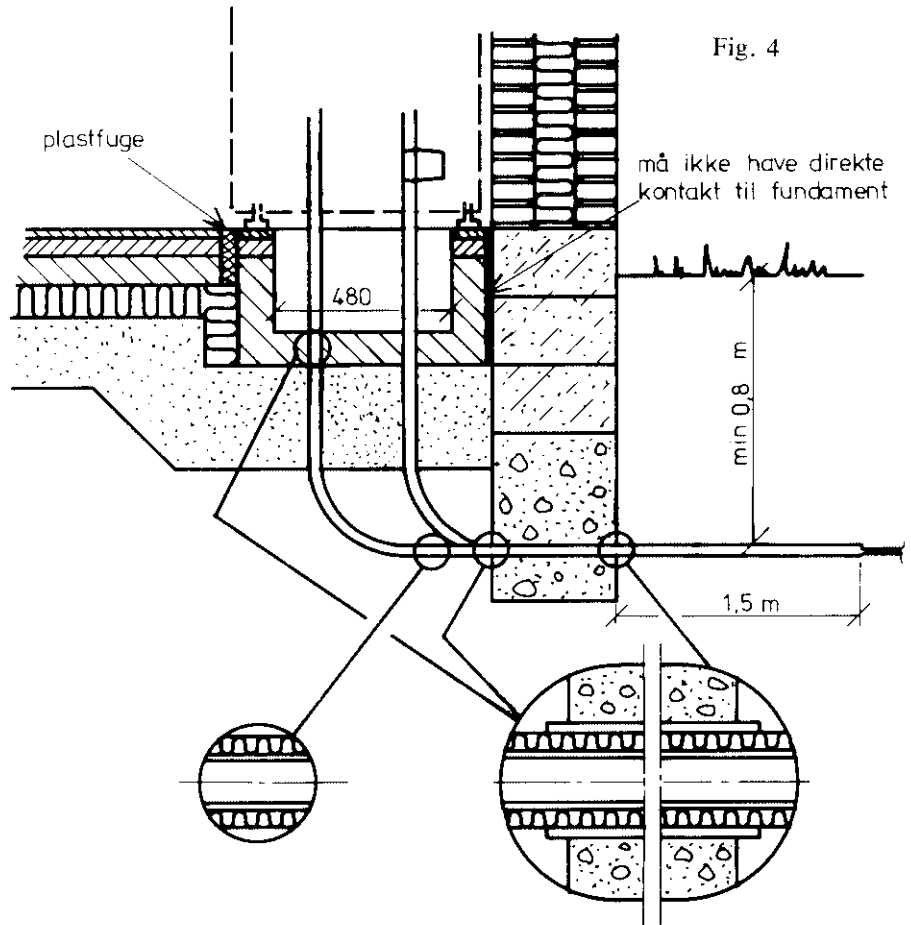 Fig. 4
plastfuge
må ikke have direkte
kontakt til fundament
480
min 0,8 m
1,5 m